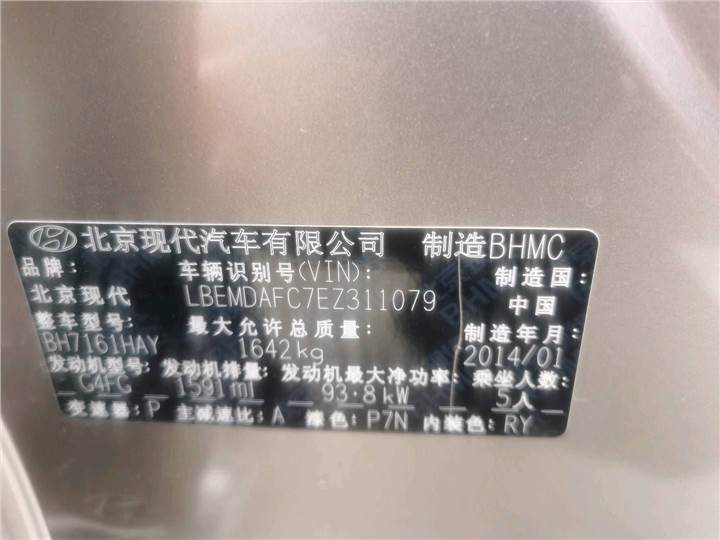 北京现代汽车有限公司 制造BHMC
品牌: 车辆识别号(VIN): 制造国:
北京现代 LBEMDAFC7EZ311079 中国
整车型号: 最大允许总质量: 制造年月:
BH7161HAY 1642kg 2014/01
发动机型号: 发动机排量: 发动机最大净功率: 乘坐人数:
G4FG 1591ml 93.8kW 5人
变速器: P 主减速比: A 漆色: P7N 内装色: RY